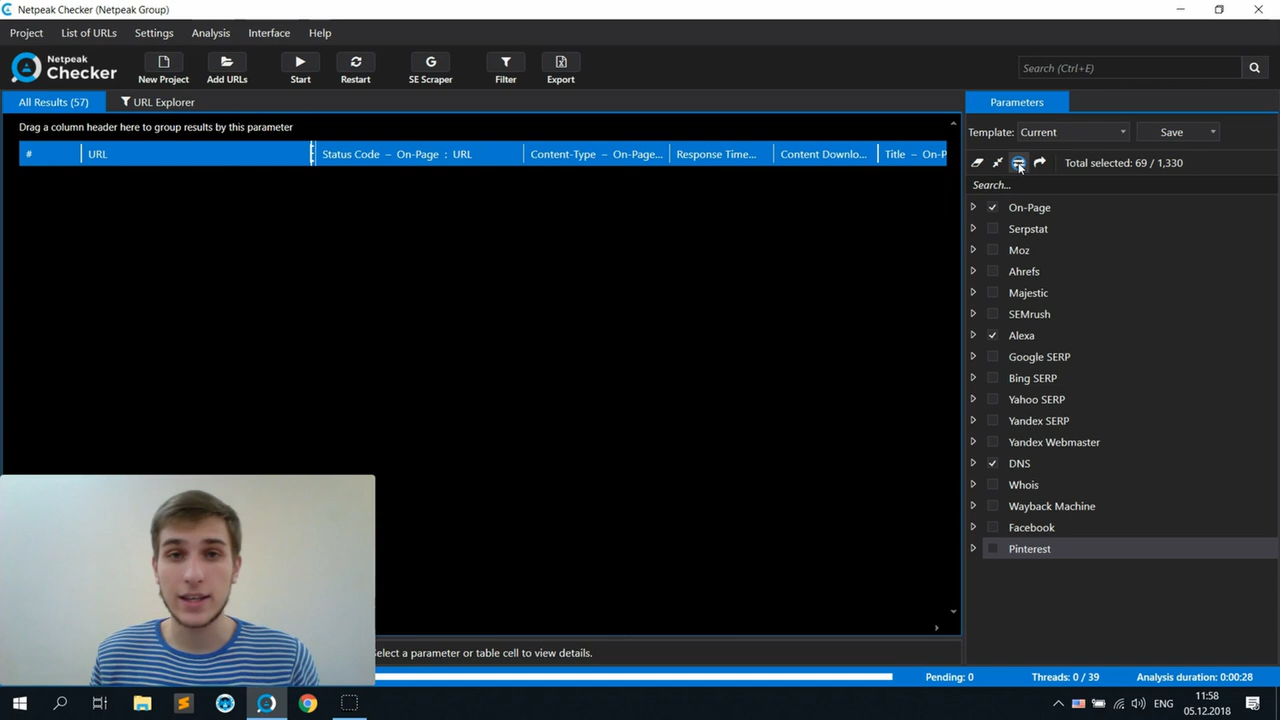 Netpeak Checker (Netpeak Group)
Project List of URLs Settings Analysis Interface Help
Netpeak
Checker
New Project Add URLs Start Restart G SE Scraper Filter Export
Search (Ctrl+E)
All Results (57) URL Explorer
Drag a column header here to group results by this parameter
# URL Status Code – On-Page : URL Content-Type – On-Page... Response Time... Content Downlo... Title – On-P
Parameters
Template: Current Save
Total selected: 69 / 1,330
Search...
On-Page
Serpstat
Moz
Ahrefs
Majestic
SEMrush
Alexa
Google SERP
Bing SERP
Yahoo SERP
Yandex SERP
Yandex Webmaster
DNS
Whois
Wayback Machine
Facebook
Pinterest
Select a parameter or table cell to view details.
Pending: 0 Threads: 0 / 39 Analysis duration: 0:00:28
ENG 11:58
05.12.2018